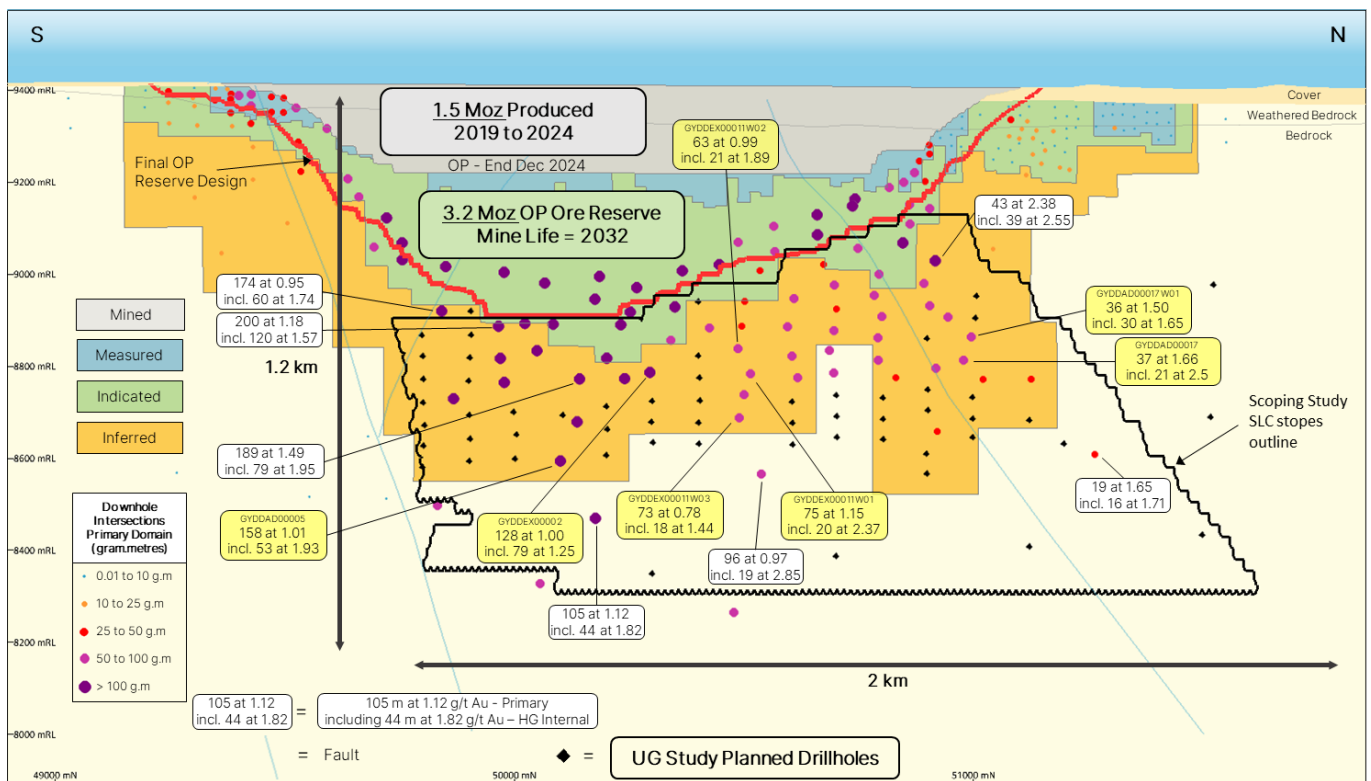 S
N
9400 mRL
9200 mRL
9000 mRL
8800 mRL
8600 mRL
8400 mRL
8200 mRL
8000 mRL
Cover
Weathered Bedrock
Bedrock
1.5 Moz Produced
2019 to 2024
OP - End Dec 2024
Final OP
Reserve Design
3.2 Moz OP Ore Reserve
Mine Life = 2032
GYDDEX00011W02
63 at 0.99
incl. 21 at 1.89
43 at 2.38
incl. 39 at 2.55
174 at 0.95
incl. 60 at 1.74
200 at 1.18
incl. 120 at 1.57
1.2 km
GYDDAD00017W01
36 at 1.50
incl. 30 at 1.65
GYDDAD00017
37 at 1.66
incl. 21 at 2.5
Mined
Measured
Indicated
Inferred
Scoping Study
SLC stopes
outline
189 at 1.49
incl. 79 at 1.95
GYDDAD00005
158 at 1.01
incl. 53 at 1.93
GYDDEX00002
128 at 1.00
incl. 79 at 1.25
GYDDEX00011W03
73 at 0.78
incl. 18 at 1.44
GYDDEX00011W01
75 at 1.15
incl. 20 at 2.37
19 at 1.65
incl. 16 at 1.71
96 at 0.97
incl. 19 at 2.85
105 at 1.12
incl. 44 at 1.82
Downhole
Intersections
Primary Domain
(gram.metres)
0.01 to 10 g.m
10 to 25 g.m
25 to 50 g.m
50 to 100 g.m
> 100 g.m
2 km
105 at 1.12
incl. 44 at 1.82
=
105 m at 1.12 g/t Au - Primary
including 44 m at 1.82 g/t Au – HG Internal
= Fault
= UG Study Planned Drillholes
49000 mN
50000 mN
51000 mN